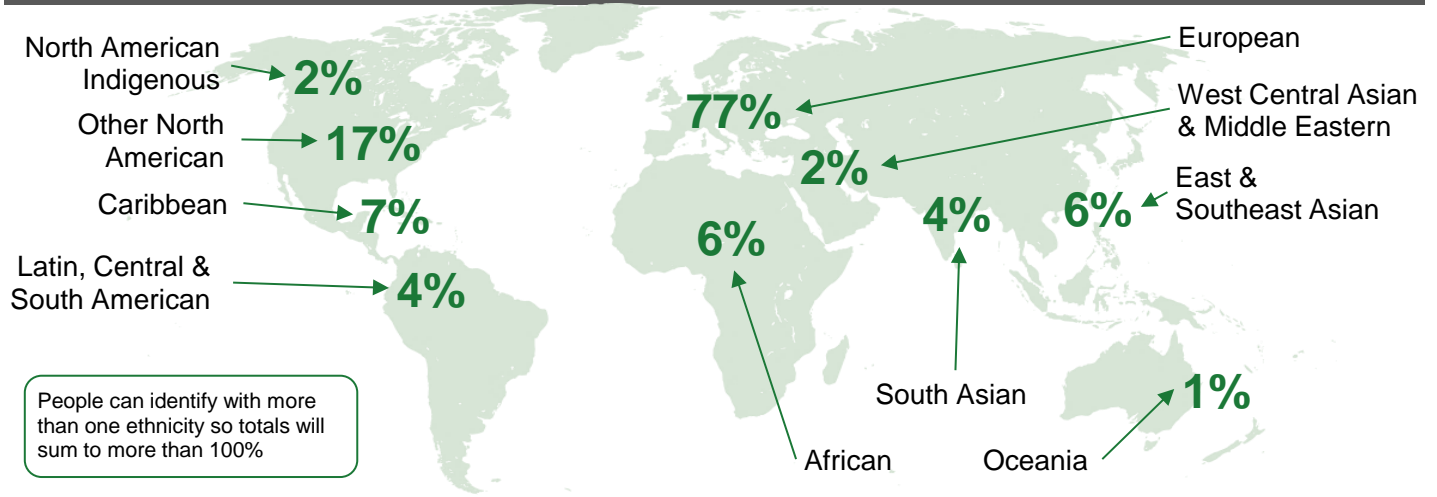 North American
Indigenous
2%
Other North
American
17%
Caribbean
7%
Latin, Central &
South American
4%
European
77%
West Central Asian
& Middle Eastern
2%
East &
Southeast Asian
6%
4%
South Asian
6%
African
1%
Oceania
People can identify with more
than one ethnicity so totals will
sum to more than 100%